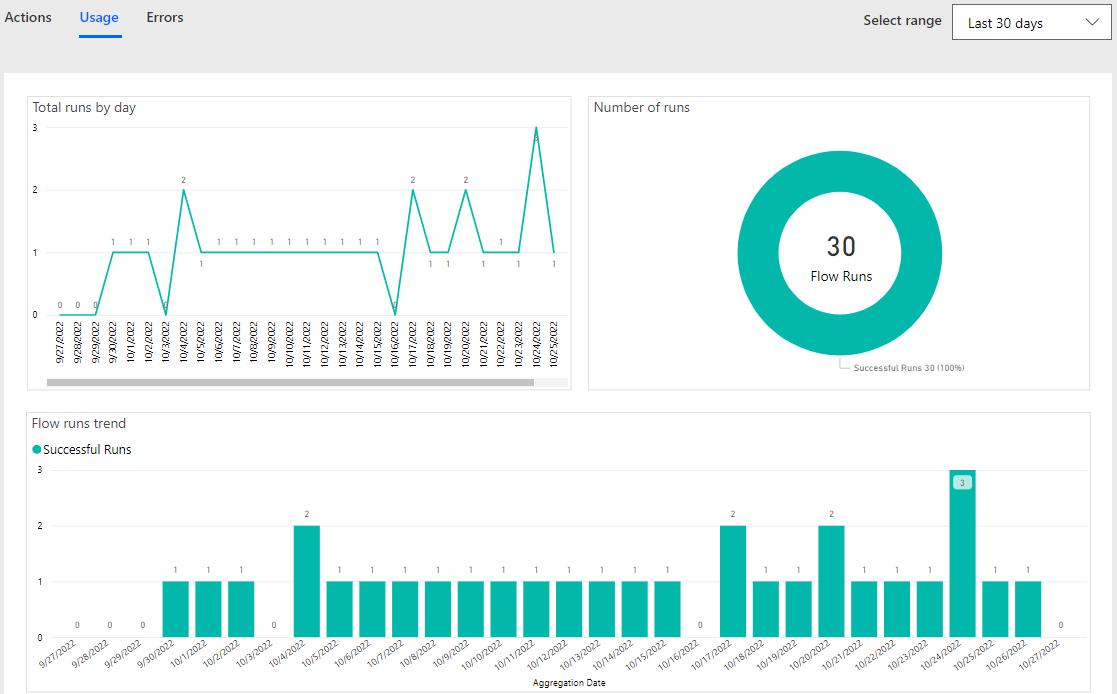 Actions Usage Errors Select range Last 30 days
Total runs by day
3
2
1
0
0 0 0 1 1 1 0 2 1 1 1 1 1 1 1 1 1 1 1 0 2 1 1 2 1 1 1 3 1
9/27/2022 9/28/2022 9/29/2022 9/30/2022 10/1/2022 10/2/2022 10/3/2022 10/4/2022 10/5/2022 10/6/2022 10/7/2022 10/8/2022 10/9/2022 10/10/2022 10/11/2022 10/12/2022 10/13/2022 10/14/2022 10/15/2022 10/16/2022 10/17/2022 10/18/2022 10/19/2022 10/20/2022 10/21/2022 10/22/2022 10/23/2022 10/24/2022 10/25/2022
Number of runs
30
Flow Runs
Successful Runs 30 (100%)
Flow runs trend
Successful Runs
3
2
1
0
0 0 0 1 1 1 0 2 1 1 1 1 1 1 1 1 1 1 1 0 2 1 1 2 1 1 1 3 1 1 0
9/27/2022 9/28/2022 9/29/2022 9/30/2022 10/1/2022 10/2/2022 10/3/2022 10/4/2022 10/5/2022 10/6/2022 10/7/2022 10/8/2022 10/9/2022 10/10/2022 10/11/2022 10/12/2022 10/13/2022 10/14/2022 10/15/2022 10/16/2022 10/17/2022 10/18/2022 10/19/2022 10/20/2022 10/21/2022 10/22/2022 10/23/2022 10/24/2022 10/25/2022 10/26/2022 10/27/2022
Aggregation Date